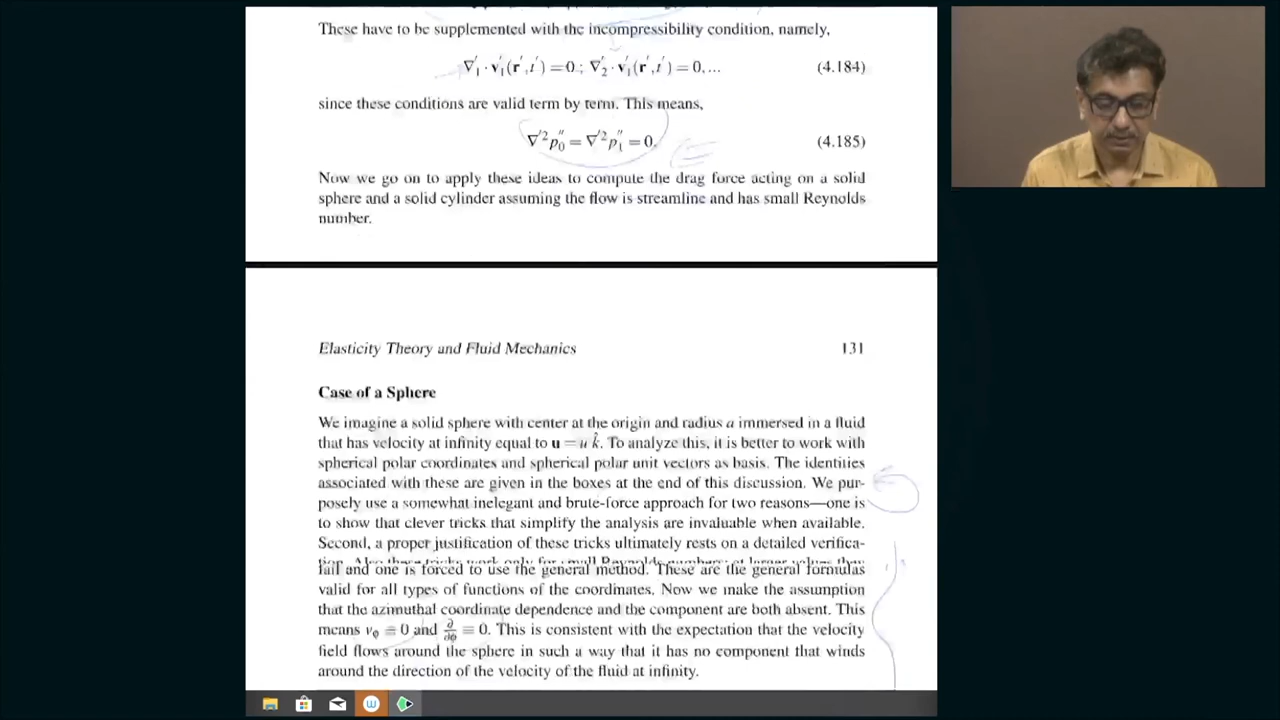 These have to be supplemented with the incompressibility condition, namely,
∇′₁ · v′₁(r′,t′) = 0 ; ∇′₂ · v′₁(r′,t′) = 0,... (4.184)
since these conditions are valid term by term. This means,
∇′²p″₀ = ∇′²p″₁ = 0. (4.185)
Now we go on to apply these ideas to compute the drag force acting on a solid
sphere and a solid cylinder assuming the flow is streamline and has small Reynolds
number.
Elasticity Theory and Fluid Mechanics 131
Case of a Sphere
We imagine a solid sphere with center at the origin and radius a immersed in a fluid
that has velocity at infinity equal to u = u k̂. To analyze this, it is better to work with
spherical polar coordinates and spherical polar unit vectors as basis. The identities
associated with these are given in the boxes at the end of this discussion. We pur-
posely use a somewhat inelegant and brute-force approach for two reasons—one is
to show that clever tricks that simplify the analysis are invaluable when available.
Second, a proper justification of these tricks ultimately rests on a detailed verifica-
fail and one is forced to use the general method. These are the general formulas
valid for all types of functions of the coordinates. Now we make the assumption
that the azimuthal coordinate dependence and the component are both absent. This
means vφ ≡ 0 and ∂/∂φ ≡ 0. This is consistent with the expectation that the velocity
field flows around the sphere in such a way that it has no component that winds
around the direction of the velocity of the fluid at infinity.